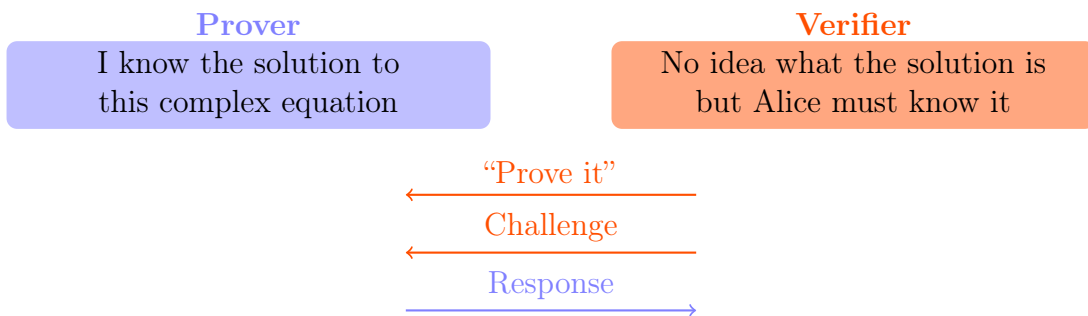 Prover
I know the solution to
this complex equation
Verifier
No idea what the solution is
but Alice must know it
“Prove it”
Challenge
Response